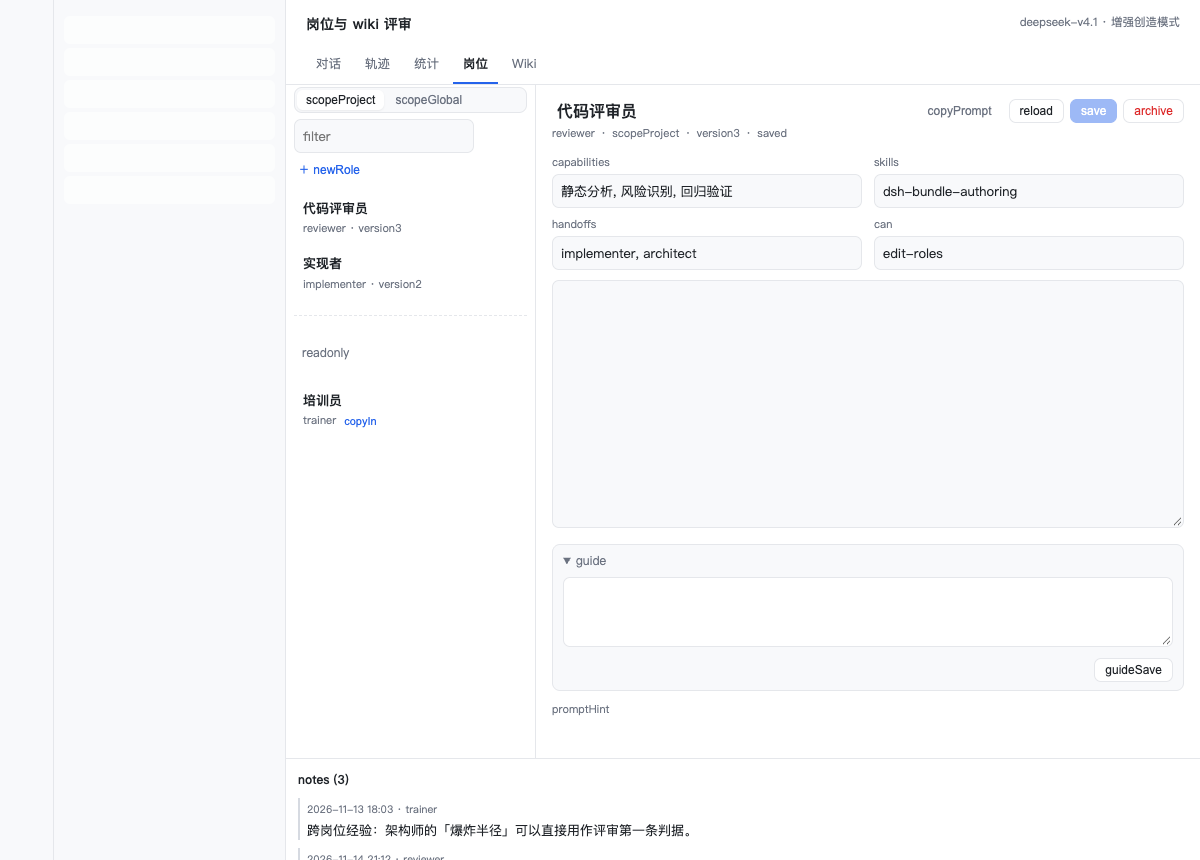 岗位与 wiki 评审
deepseek-v4.1 · 增强创造模式
对话 轨迹 统计 岗位 Wiki
scopeProject scopeGlobal
filter
+ newRole
代码评审员
reviewer · version3
实现者
implementer · version2
readonly
培训员
trainer copyIn
代码评审员
copyPrompt reload save archive
reviewer · scopeProject · version3 · saved
capabilities
静态分析, 风险识别, 回归验证
skills
dsh-bundle-authoring
handoffs
implementer, architect
can
edit-roles
guide
guideSave
promptHint
notes (3)
2026-11-13 18:03 · trainer
跨岗位经验：架构师的「爆炸半径」可以直接用作评审第一条判据。
2026-11-14 21:12 · reviewer